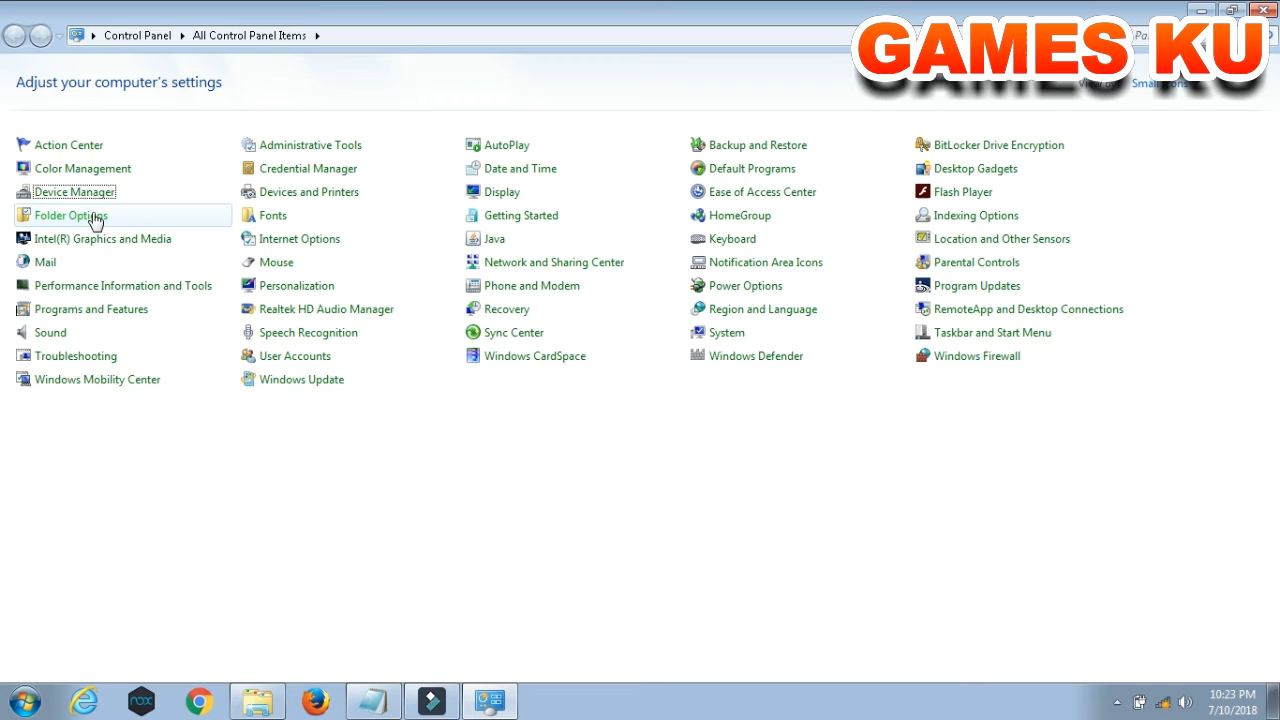 Control Panel
All Control Panel Items
GAMES KU
Adjust your computer's settings
Action Center
Administrative Tools
AutoPlay
Backup and Restore
BitLocker Drive Encryption
Color Management
Credential Manager
Date and Time
Default Programs
Desktop Gadgets
Device Manager
Devices and Printers
Display
Ease of Access Center
Flash Player
Folder Options
Fonts
Getting Started
HomeGroup
Indexing Options
Intel(R) Graphics and Media
Internet Options
Java
Keyboard
Location and Other Sensors
Mail
Mouse
Network and Sharing Center
Notification Area Icons
Parental Controls
Performance Information and Tools
Personalization
Phone and Modem
Power Options
Program Updates
Programs and Features
Realtek HD Audio Manager
Recovery
Region and Language
RemoteApp and Desktop Connections
Sound
Speech Recognition
Sync Center
System
Taskbar and Start Menu
Troubleshooting
User Accounts
Windows CardSpace
Windows Defender
Windows Firewall
Windows Mobility Center
Windows Update
nox
10:23 PM
7/10/2018